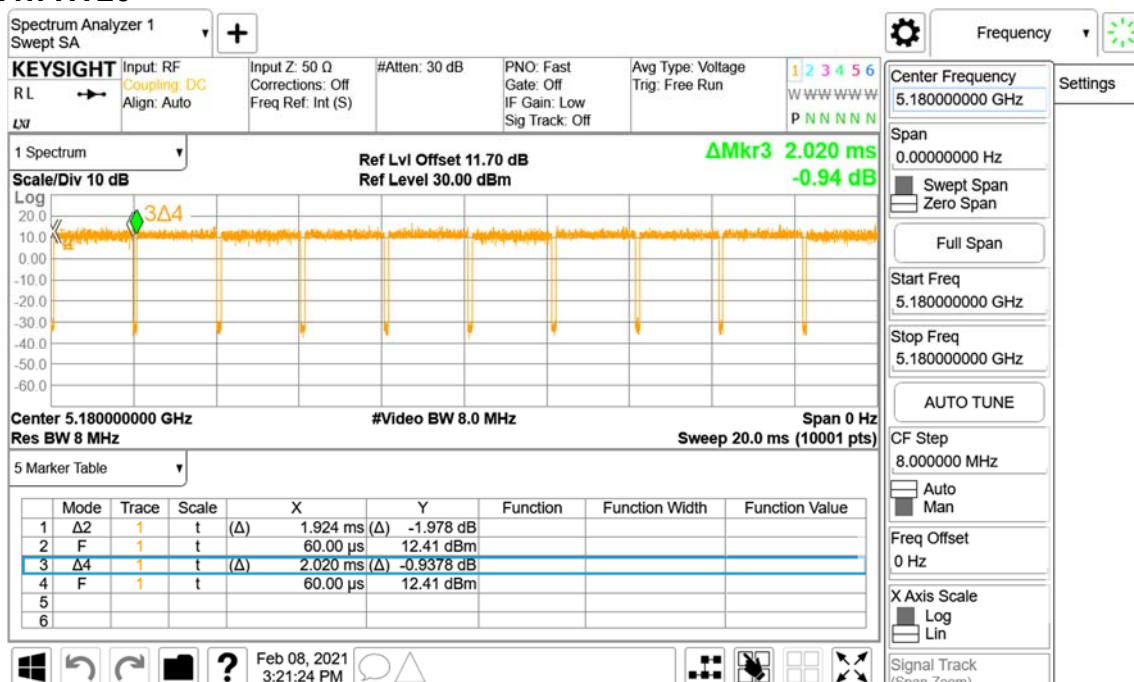 Spectrum Analyzer 1
Swept SA
+
Frequency
KEYSIGHT
RL
LXI
Input: RF
Coupling: DC
Align: Auto
Input Z: 50 Ω
Corrections: Off
Freq Ref: Int (S)
#Atten: 30 dB
PNO: Fast
Gate: Off
IF Gain: Low
Sig Track: Off
Avg Type: Voltage
Trig: Free Run
1 2 3 4 5 6
W W W W W W
P N N N N N
1 Spectrum
Scale/Div 10 dB
Ref Lvl Offset 11.70 dB
Ref Level 30.00 dBm
ΔMkr3 2.020 ms
-0.94 dB
Log
20.0
10.0
0.00
-10.0
-20.0
-30.0
-40.0
-50.0
-60.0
3Δ4
Center 5.180000000 GHz
Res BW 8 MHz
#Video BW 8.0 MHz
Span 0 Hz
Sweep 20.0 ms (10001 pts)
5 Marker Table
Mode Trace Scale X Y Function Function Width Function Value
1 Δ2 1 t (Δ) 1.924 ms (Δ) -1.978 dB
2 F 1 t 60.00 µs 12.41 dBm
3 Δ4 1 t (Δ) 2.020 ms (Δ) -0.9378 dB
4 F 1 t 60.00 µs 12.41 dBm
5
6
?
Feb 08, 2021
3:21:24 PM
Center Frequency
5.180000000 GHz
Settings
Span
0.00000000 Hz
Swept Span
Zero Span
Full Span
Start Freq
5.180000000 GHz
Stop Freq
5.180000000 GHz
AUTO TUNE
CF Step
8.000000 MHz
Auto
Man
Freq Offset
0 Hz
X Axis Scale
Log
Lin
Signal Track
(Span Zoom)